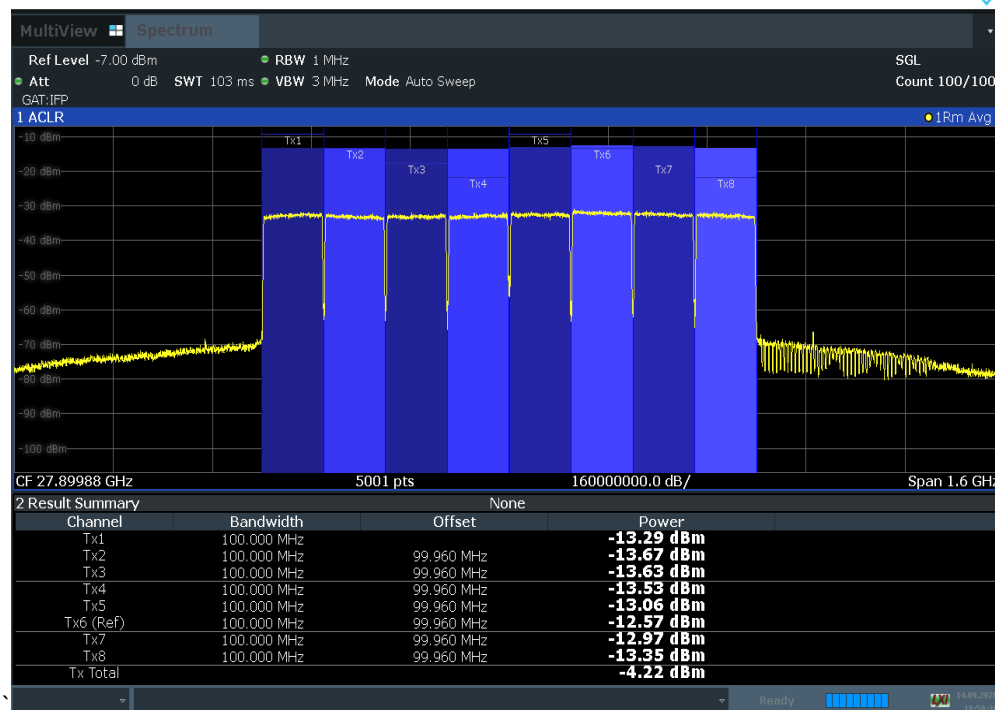 MultiView Spectrum
Ref Level -7.00 dBm RBW 1 MHz SGL
Att 0 dB SWT 103 ms VBW 3 MHz Mode Auto Sweep Count 100/100
GAT:IFP
1 ACLR 1Rm Avg
-10 dBm
Tx1 Tx5
Tx2 Tx6
-20 dBm Tx3 Tx7
Tx4 Tx8
-30 dBm
-40 dBm
-50 dBm
-60 dBm
-70 dBm
-80 dBm
-90 dBm
-100 dBm
CF 27.89988 GHz 5001 pts 160000000.0 dB/ Span 1.6 GHz
2 Result Summary None
Channel Bandwidth Offset Power
Tx1 100.000 MHz -13.29 dBm
Tx2 100.000 MHz 99.960 MHz -13.67 dBm
Tx3 100.000 MHz 99.960 MHz -13.63 dBm
Tx4 100.000 MHz 99.960 MHz -13.53 dBm
Tx5 100.000 MHz 99.960 MHz -13.06 dBm
Tx6 (Ref) 100.000 MHz 99.960 MHz -12.57 dBm
Tx7 100.000 MHz 99.960 MHz -12.97 dBm
Tx8 100.000 MHz 99.960 MHz -13.35 dBm
Tx Total -4.22 dBm
Ready